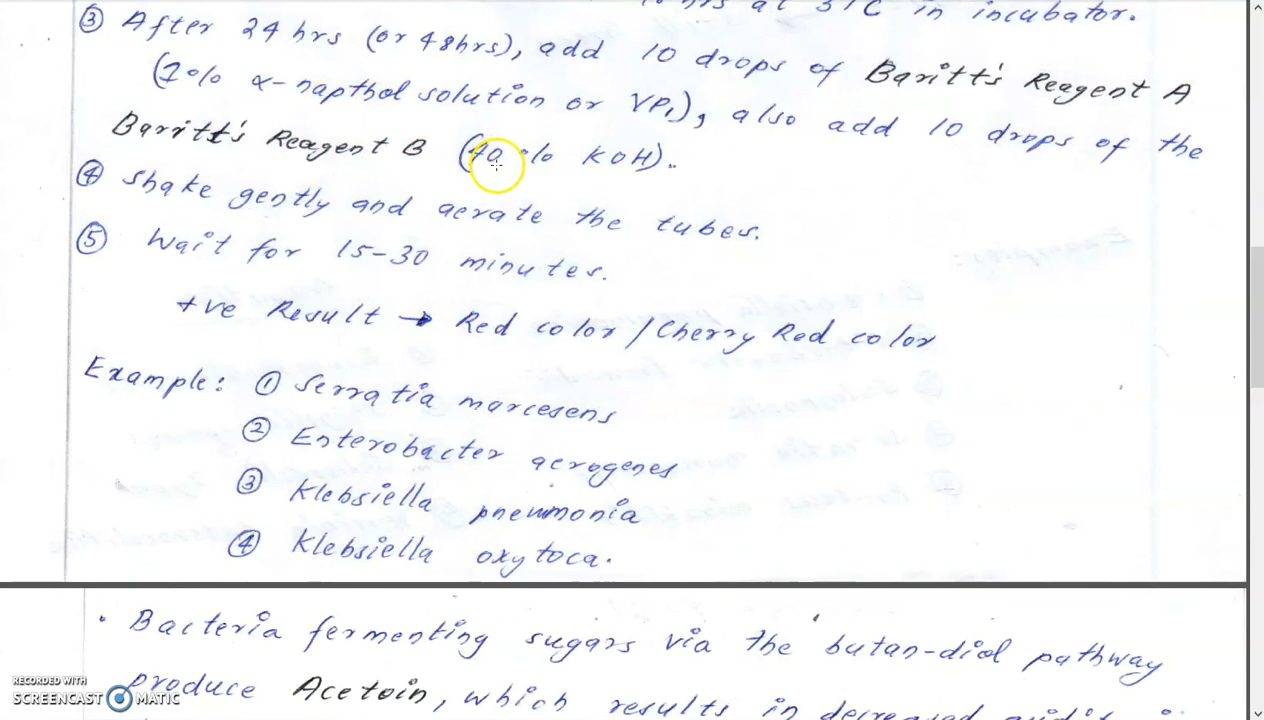 at 37°C in incubator.
③ After 24 hrs (or 48hrs), add 10 drops of Baritt's Reagent A
α-napthol solution or VP₁), also add 10 drops of the
Baritt's Reagent B (40 % KOH).
④ Shake gently and aerate the tubes.
⑤ Wait for 15-30 minutes.
+ve Result → Red color / Cherry Red color
Example: ① Serratia marcesens
② Enterobacter aerogenes
③ Klebsiella pneumonia
④ Klebsiella oxytoca.
• Bacteria fermenting sugars via the butan-diol pathway
produce Acetoin, which results in decreased
RECORDED WITH
SCREENCAST MATIC